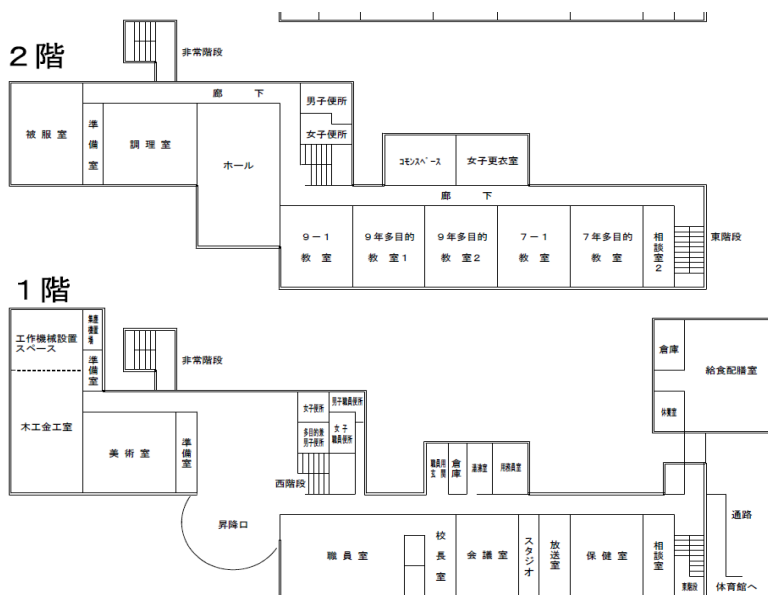 2階
非常階段
廊下
男子便所
被服室
準備室
調理室
女子便所
ホール
コモンスペース
女子更衣室
廊下
9-1
教室
9年多目的
教室1
9年多目的
教室2
7-1
教室
7年多目的
教室
相談室2
東階段
1階
工作機械設置
スペース
集塵機置場
準備室
非常階段
倉庫
給食配膳室
木工金工室
美術室
準備室
女子便所
男子職員便所
多目的兼
男子便所
女子
職員便所
休養室
西階段
職員用
玄関
倉庫
湯沸室
用務員室
昇降口
通路
職員室
校長室
会議室
スタジオ
放送室
保健室
相談室
東階段
体育館へ